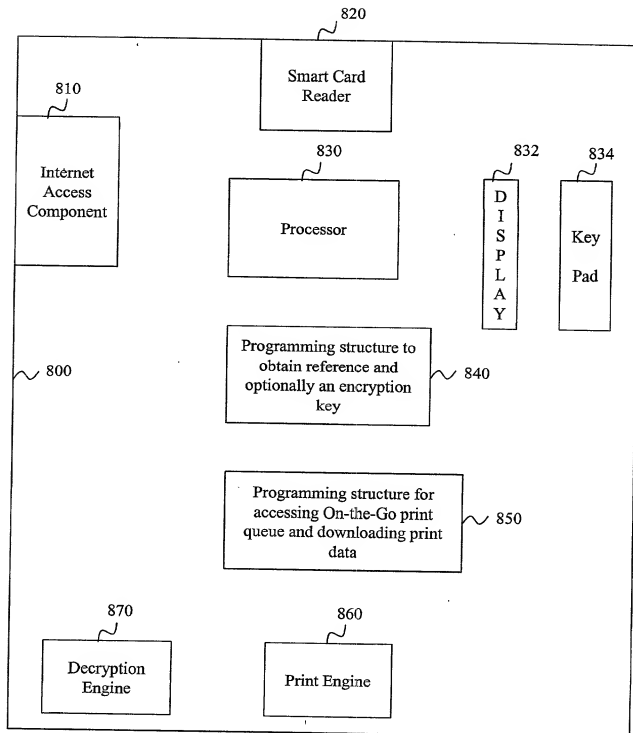 820
Smart Card
Reader
810
Internet
Access
Component
830
Processor
832
DISPLAY
834
Key
Pad
800
Programming structure to
obtain reference and
optionally an encryption
key
840
Programming structure for
accessing On-the-Go print
queue and downloading print
data
850
870
Decryption
Engine
860
Print Engine